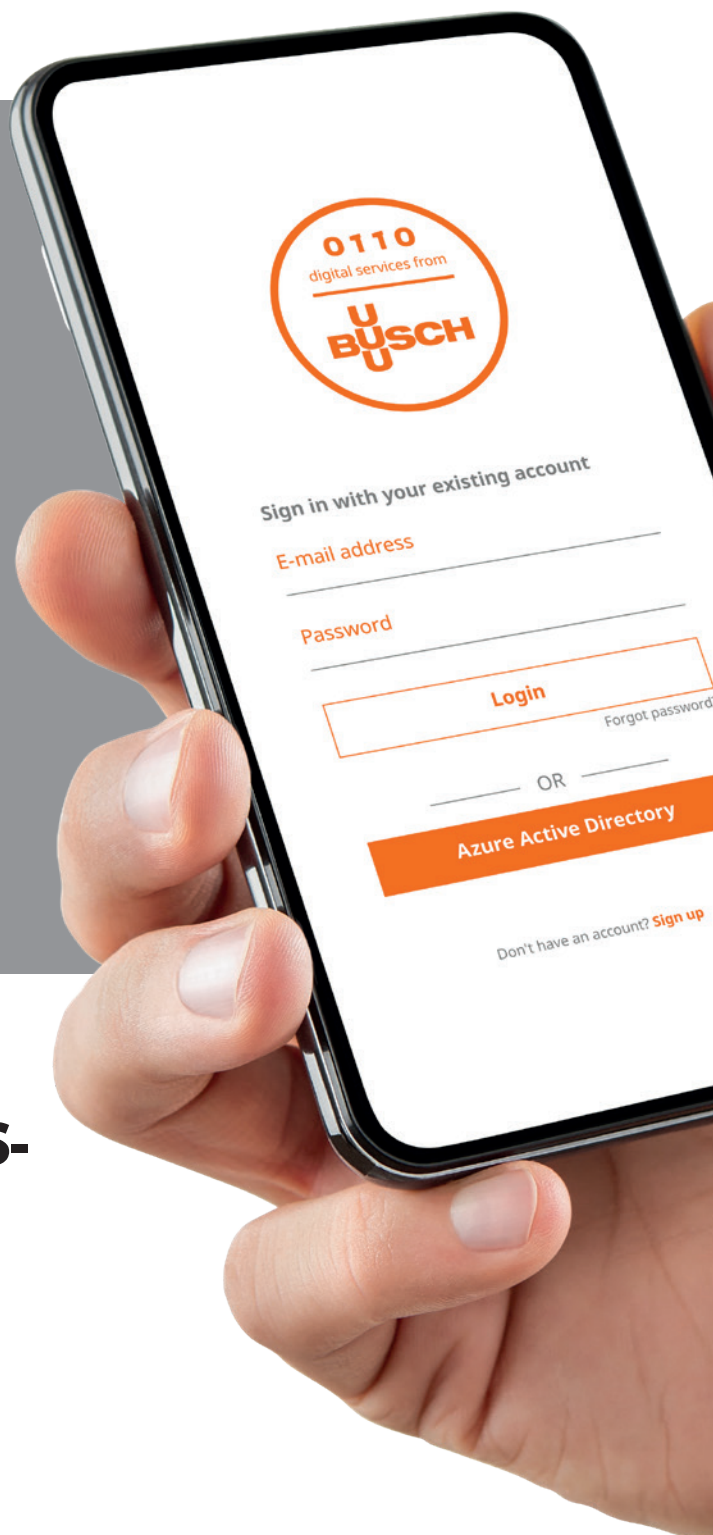 0110
digital services from
BUSCH
Sign in with your existing account
E-mail address
Password
Login
Forgot password?
OR
Azure Active Directory
Don't have an account? Sign up
S-